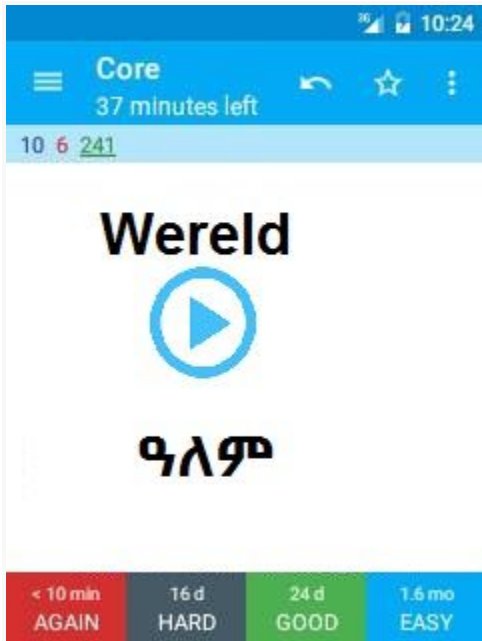 3G 10:24
Core
37 minutes left
10 6 241
Wereld
ዓለም
< 10 min 16 d 24 d 1.6 mo
AGAIN HARD GOOD EASY